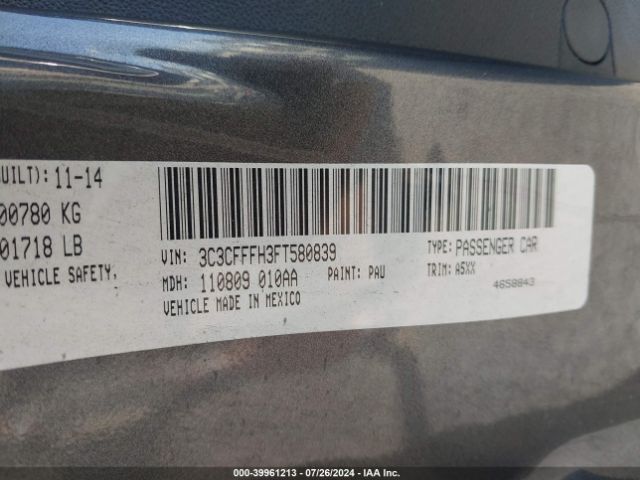 UILT): 11-14
00780 KG
01718 LB
VEHICLE SAFETY,
VIN: 3C3CFFFH3FT580839
TYPE: PASSENGER CAR
MDH: 110809 010AA
PAINT: PAU
TRIM: A5XX
VEHICLE MADE IN MEXICO
4658843
000-39961213 - 07/26/2024 - IAA Inc.